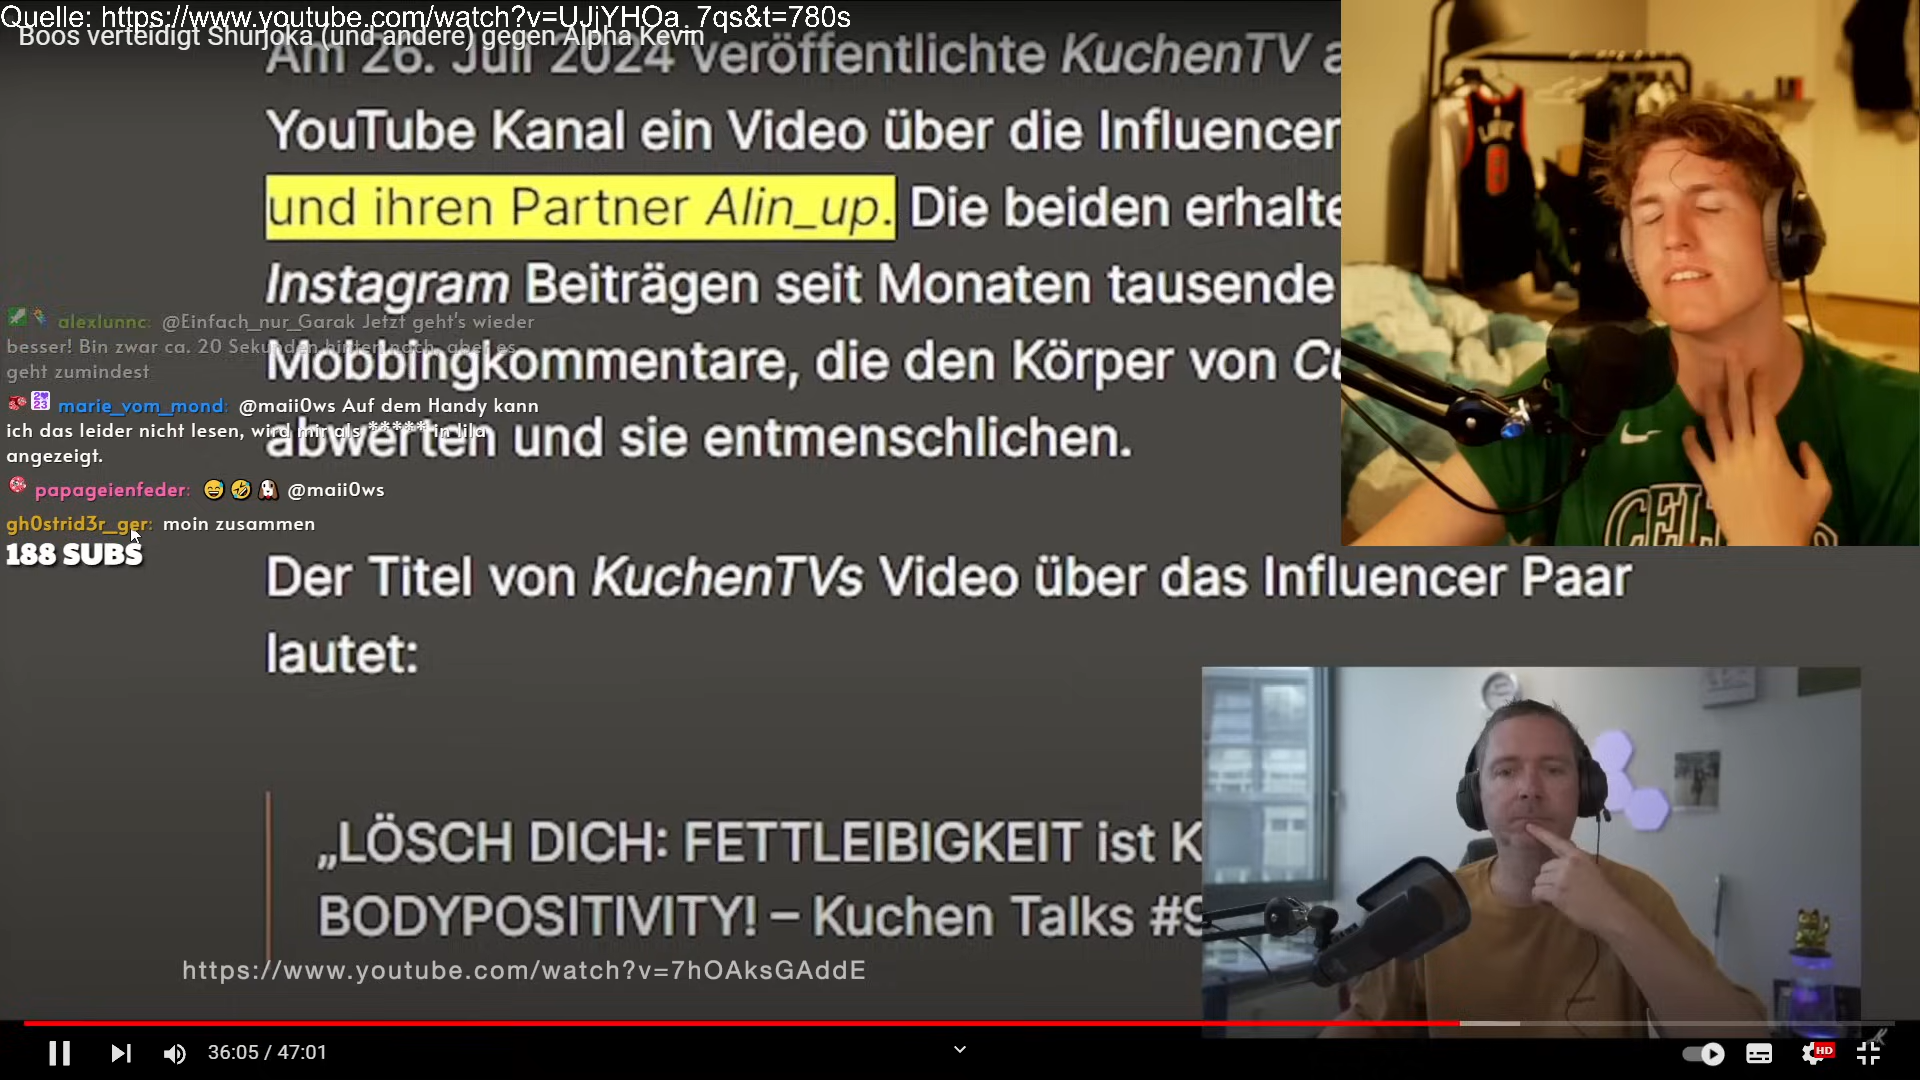 Quelle: https://www.youtube.com/watch?v=UJjYHOa_7qs&t=780s
Boos verteidigt Shurjoka (und andere) gegen Alpha Kevin
Am 26. Juli 2024 veröffentlichte KuchenTV a
YouTube Kanal ein Video über die Influencer
und ihren Partner Alin_up. Die beiden erhalte
Instagram Beiträgen seit Monaten tausende
Mobbingkommentare, die den Körper von Cu
abwerten und sie entmenschlichen.
alexlunnc: @Einfach_nur_Garak Jetzt geht's wieder
besser! Bin zwar ca. 20 Sekunden hinten nach, aber es
geht zumindest
marie_vom_mond: @maii0ws Auf dem Handy kann
ich das leider nicht lesen, wird mir als ***** in lila
angezeigt.
papageienfeder: @maii0ws
gh0strid3r_ger: moin zusammen
188 SUBS
Der Titel von KuchenTVs Video über das Influencer Paar
lautet:
„LÖSCH DICH: FETTLEIBIGKEIT ist K
BODYPOSITIVITY! – Kuchen Talks #9
https://www.youtube.com/watch?v=7hOAksGAddE
36:05 / 47:01
HD